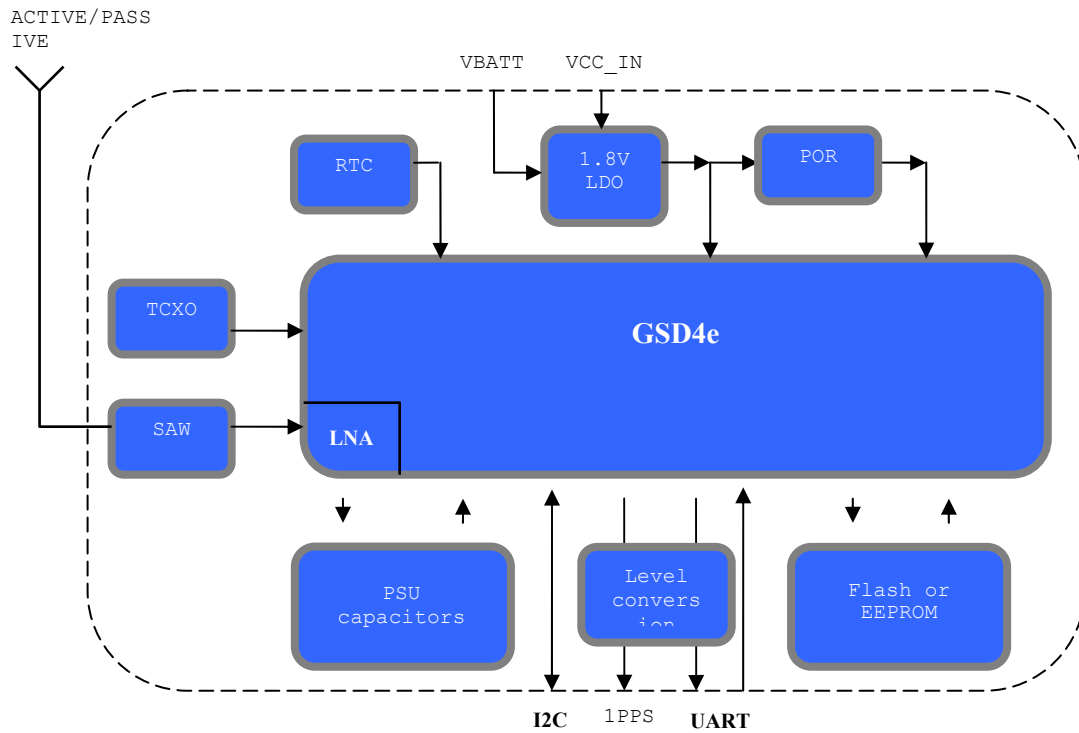 ACTIVE/PASS
IVE
VBATT
VCC_IN
RTC
1.8V
LDO
POR
TCXO
GSD4e
SAW
LNA
PSU
capacitors
Level
convers
ion
Flash or
EEPROM
I2C
1PPS
UART